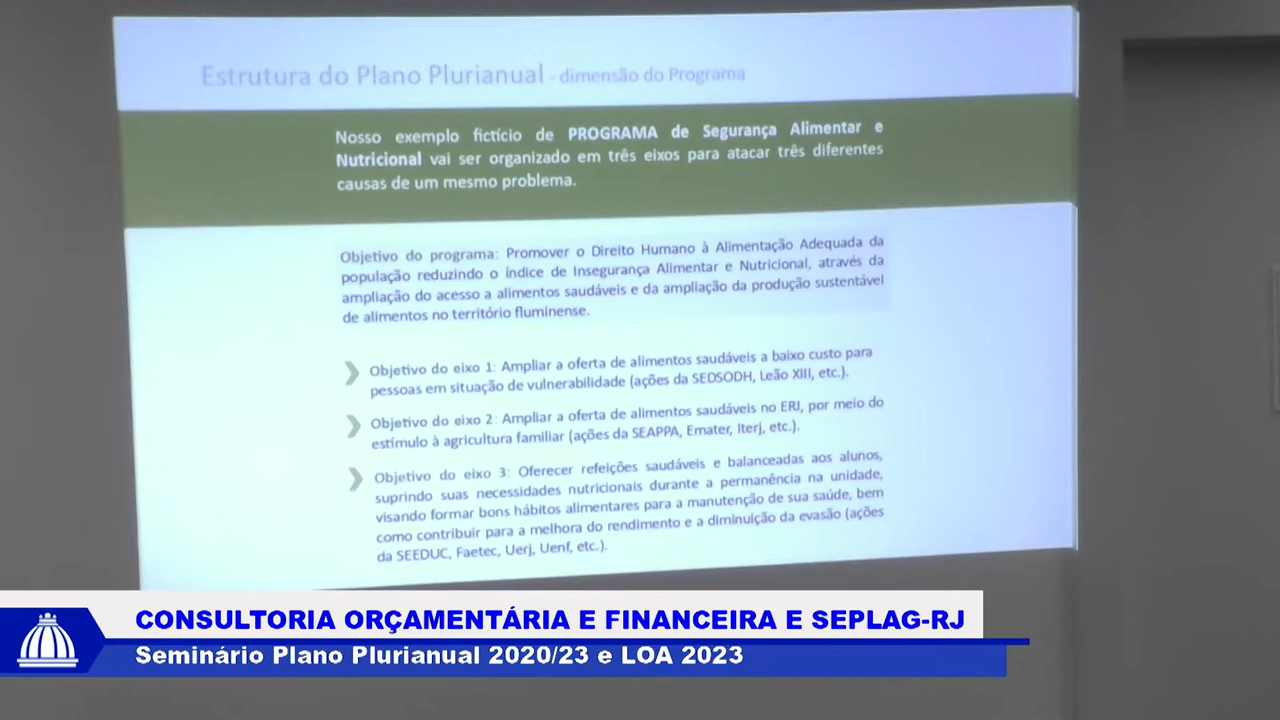 Estrutura do Plano Plurianual - dimensão do Programa
Nosso exemplo fictício de PROGRAMA de Segurança Alimentar e
Nutricional vai ser organizado em três eixos para atacar três diferentes
causas de um mesmo problema.
Objetivo do programa: Promover o Direito Humano à Alimentação Adequada da
população reduzindo o índice de Insegurança Alimentar e Nutricional, através da
ampliação do acesso a alimentos saudáveis e da ampliação da produção sustentável
de alimentos no território fluminense.
Objetivo do eixo 1: Ampliar a oferta de alimentos saudáveis a baixo custo para
pessoas em situação de vulnerabilidade (ações da SEDSODH, Leão XIII, etc.).
Objetivo do eixo 2: Ampliar a oferta de alimentos saudáveis no ERJ, por meio do
estímulo à agricultura familiar (ações da SEAPPA, Emater, Iterj, etc.).
Objetivo do eixo 3: Oferecer refeições saudáveis e balanceadas aos alunos,
suprindo suas necessidades nutricionais durante a permanência na unidade,
visando formar bons hábitos alimentares para a manutenção de sua saúde, bem
como contribuir para a melhora do rendimento e a diminuição da evasão (ações
da SEEDUC, Faetec, Uerj, Uenf, etc.).
CONSULTORIA ORÇAMENTÁRIA E FINANCEIRA E SEPLAG-RJ
Seminário Plano Plurianual 2020/23 e LOA 2023